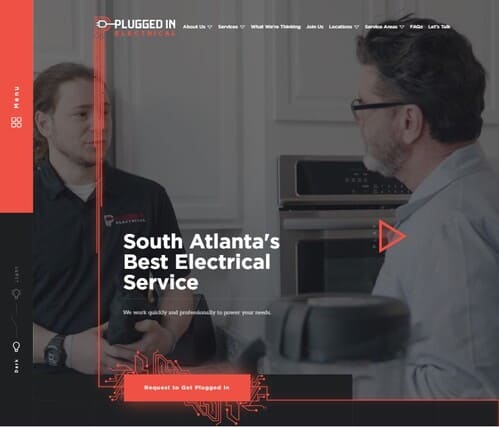 PLUGGED IN
ELECTRICAL
About Us Services What We're Thinking Join Us Locations Service Areas FAQs Let's Talk
Menu
Light
Dark
South Atlanta's
Best Electrical
Service
We work quickly and professionally to power your needs.
Request to Get Plugged In